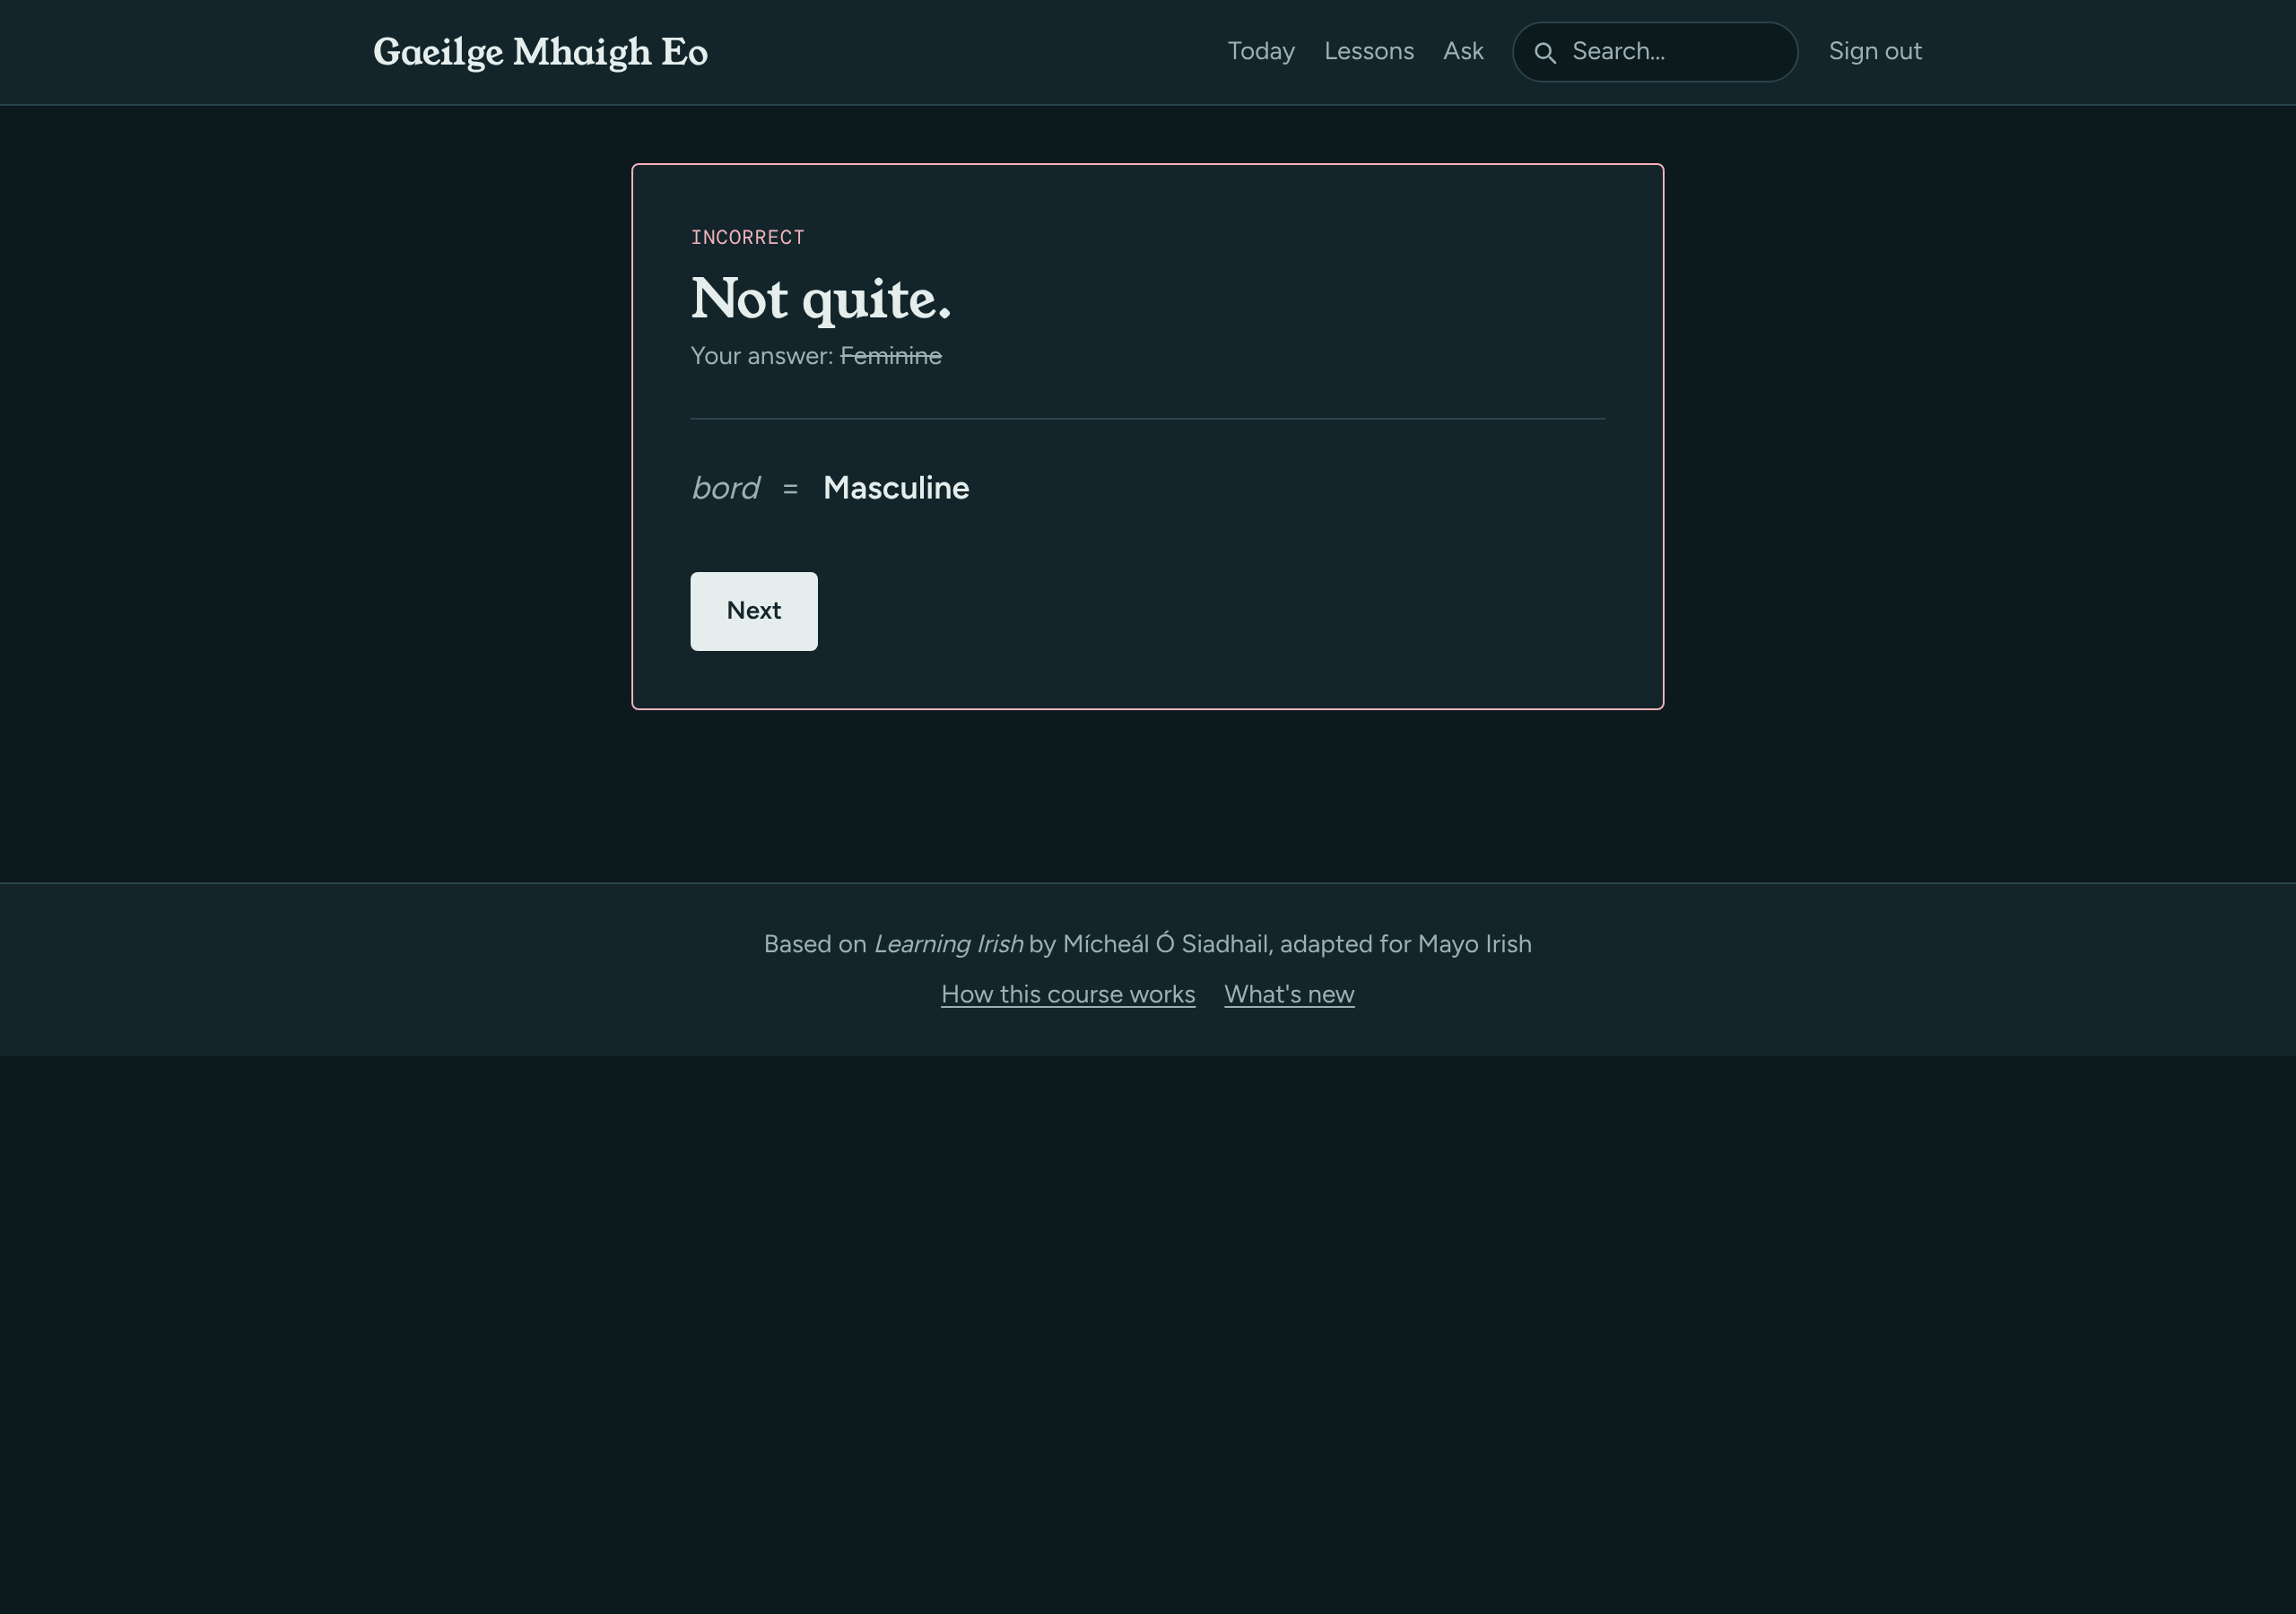 Gaeilge Mhaigh Eo
Today Lessons Ask Search... Sign out
INCORRECT
Not quite.
Your answer: Feminine
bord = Masculine
Next
Based on Learning Irish by Mícheál Ó Siadhail, adapted for Mayo Irish
How this course works What's new